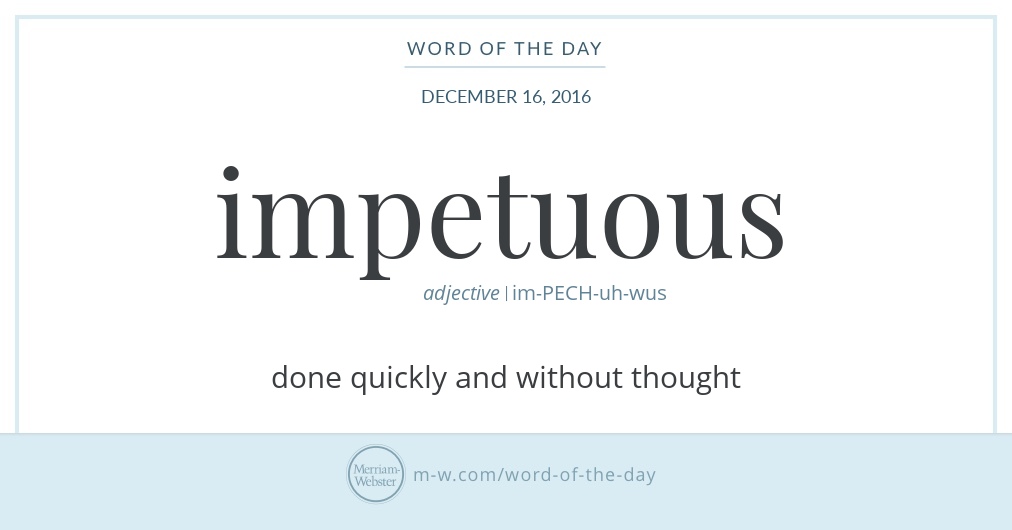 WORD OF THE DAY
DECEMBER 16, 2016
impetuous
adjective | im-PECH-uh-wus
done quickly and without thought
Merriam-
Webster
m-w.com/word-of-the-day